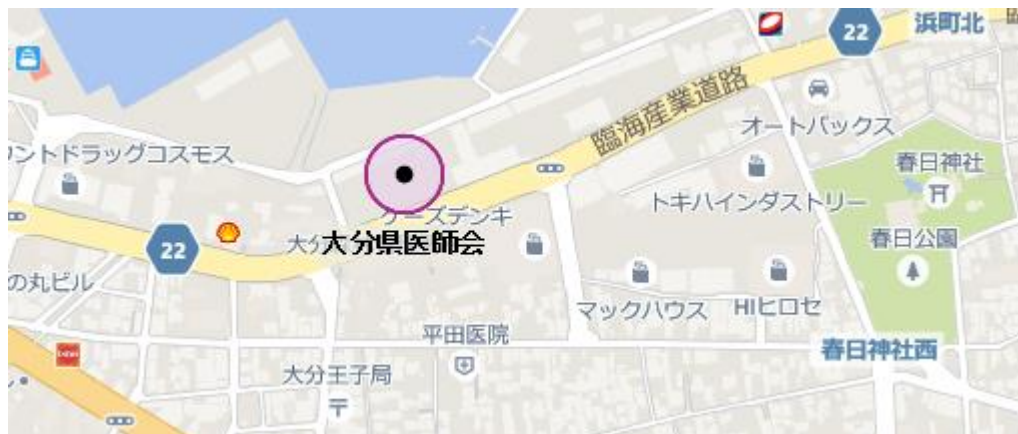 浜町北
22
臨海産業道路
オートバックス
ントドラッグコスモス
春日神社
トキハインダストリー
ケーズデンキ
大分県医師会
22
春日公園
の丸ビル
マックハウス
HIヒロセ
平田医院
春日神社西
大分王子局